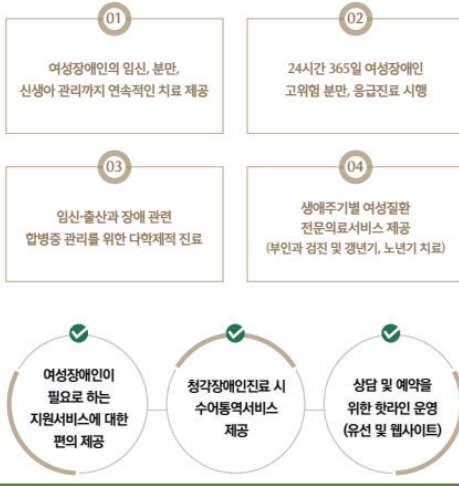 01
여성장애인의 임신, 분만,
신생아 관리까지 연속적인 치료 제공
02
24시간 365일 여성장애인
고위험 분만, 응급진료 시행
03
임신·출산과 장애 관련
합병증 관리를 위한 다학제적 진료
04
생애주기별 여성질환
전문의료서비스 제공
(부인과 검진 및 갱년기, 노년기 치료)
여성장애인이
필요로 하는
지원서비스에 대한
편의 제공
청각장애인진료 시
수어통역서비스
제공
상담 및 예약을
위한 핫라인 운영
(유선 및 웹사이트)